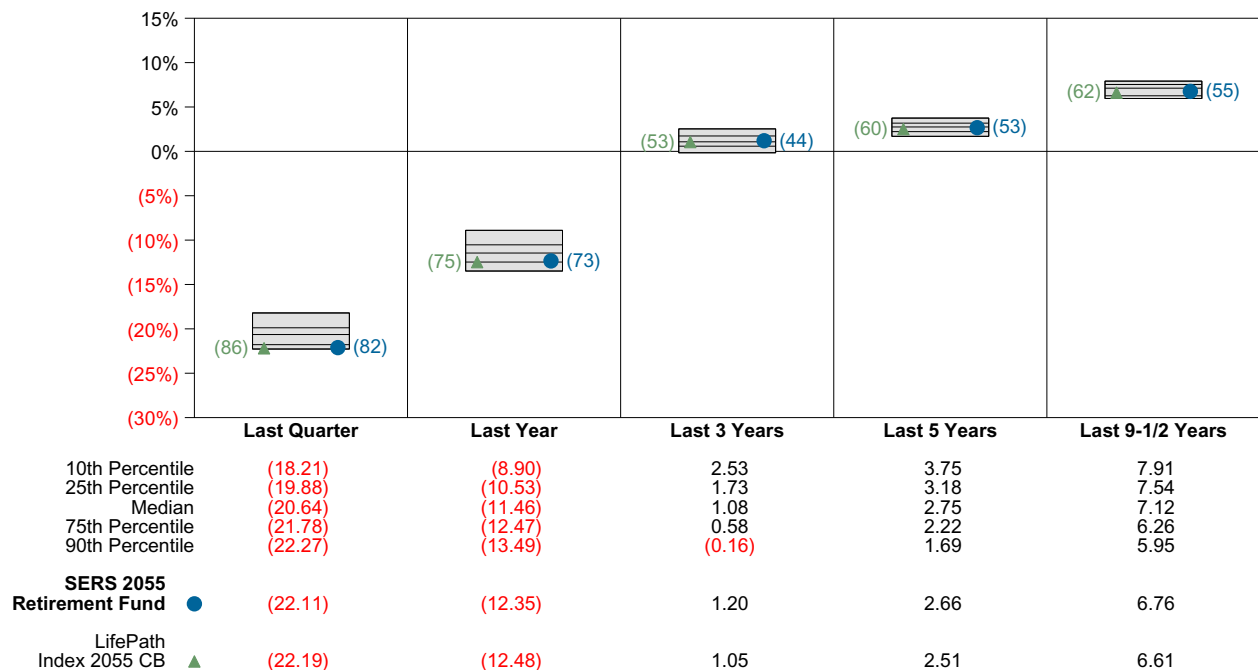 15%
10%
5%
0%
(5%)
(10%)
(15%)
(20%)
(25%)
(30%)
(86) (82)
(75) (73)
(53) (44)
(60) (53)
(62) (55)
Last Quarter Last Year Last 3 Years Last 5 Years Last 9-1/2 Years
10th Percentile (18.21) (8.90) 2.53 3.75 7.91
25th Percentile (19.88) (10.53) 1.73 3.18 7.54
Median (20.64) (11.46) 1.08 2.75 7.12
75th Percentile (21.78) (12.47) 0.58 2.22 6.26
90th Percentile (22.27) (13.49) (0.16) 1.69 5.95
SERS 2055
Retirement Fund (22.11) (12.35) 1.20 2.66 6.76
LifePath
Index 2055 CB (22.19) (12.48) 1.05 2.51 6.61